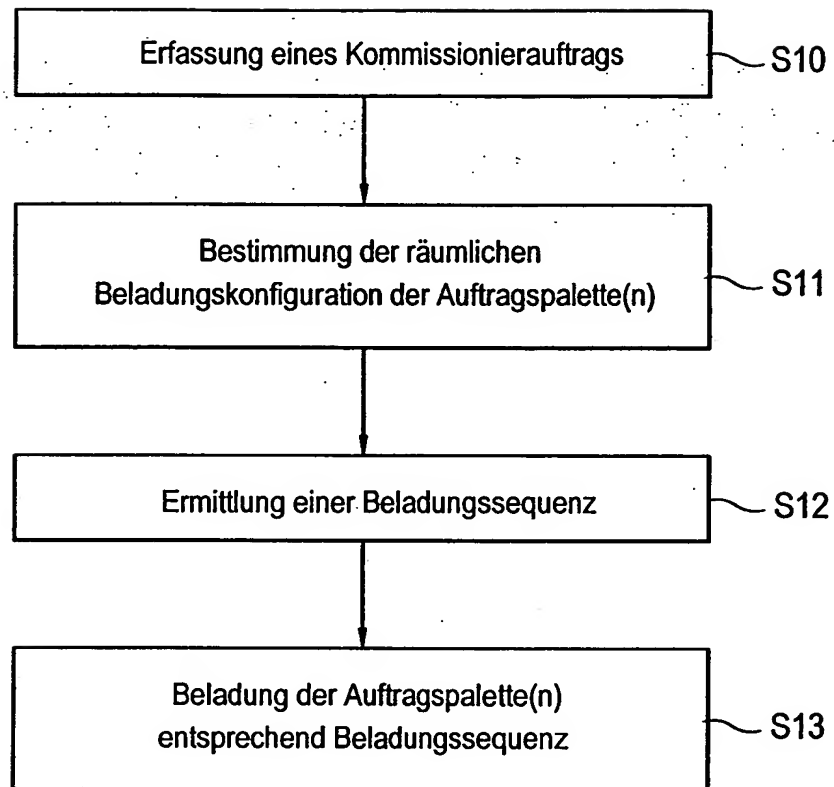 Erfassung eines Kommissionierauftrags
S10
Bestimmung der räumlichen
Beladungskonfiguration der Auftragspalette(n)
S11
Ermittlung einer Beladungssequenz
S12
Beladung der Auftragspalette(n)
entsprechend Beladungssequenz
S13